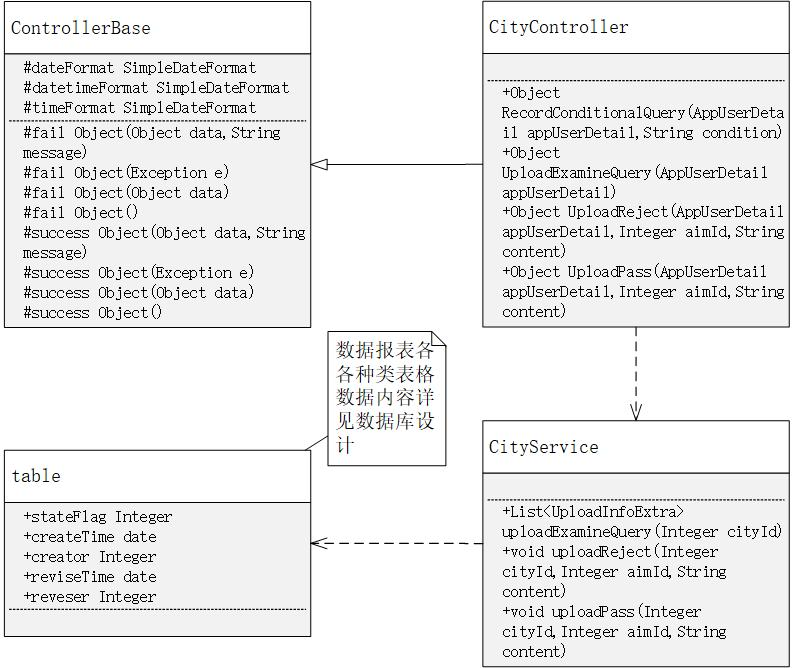 ControllerBase
#dateFormat SimpleDateFormat
#datetimeFormat SimpleDateFormat
#timeFormat SimpleDateFormat
#fail Object(Object data,String
message)
#fail Object(Exception e)
#fail Object(Object data)
#fail Object()
#success Object(Object data,String
message)
#success Object(Exception e)
#success Object(Object data)
#success Object()
CityController
+Object
RecordConditionalQuery(AppUserDeta
il appUserDetail,String condition)
+Object
UploadExamineQuery(AppUserDetail
appUserDetail)
+Object UploadReject(AppUserDetail
appUserDetail,Integer aimId,String
content)
+Object UploadPass(AppUserDetail
appUserDetail,Integer aimId,String
content)
数据报表各
各种类表格
数据内容详
见数据库设
计
table
+stateFlag Integer
+createTime date
+creator Integer
+reviseTime date
+reveser Integer
CityService
+List<UploadInfoExtra>
uploadExamineQuery(Integer cityId)
+void uploadReject(Integer
cityId,Integer aimId,String
content)
+void uploadPass(Integer
cityId,Integer aimId,String
content)